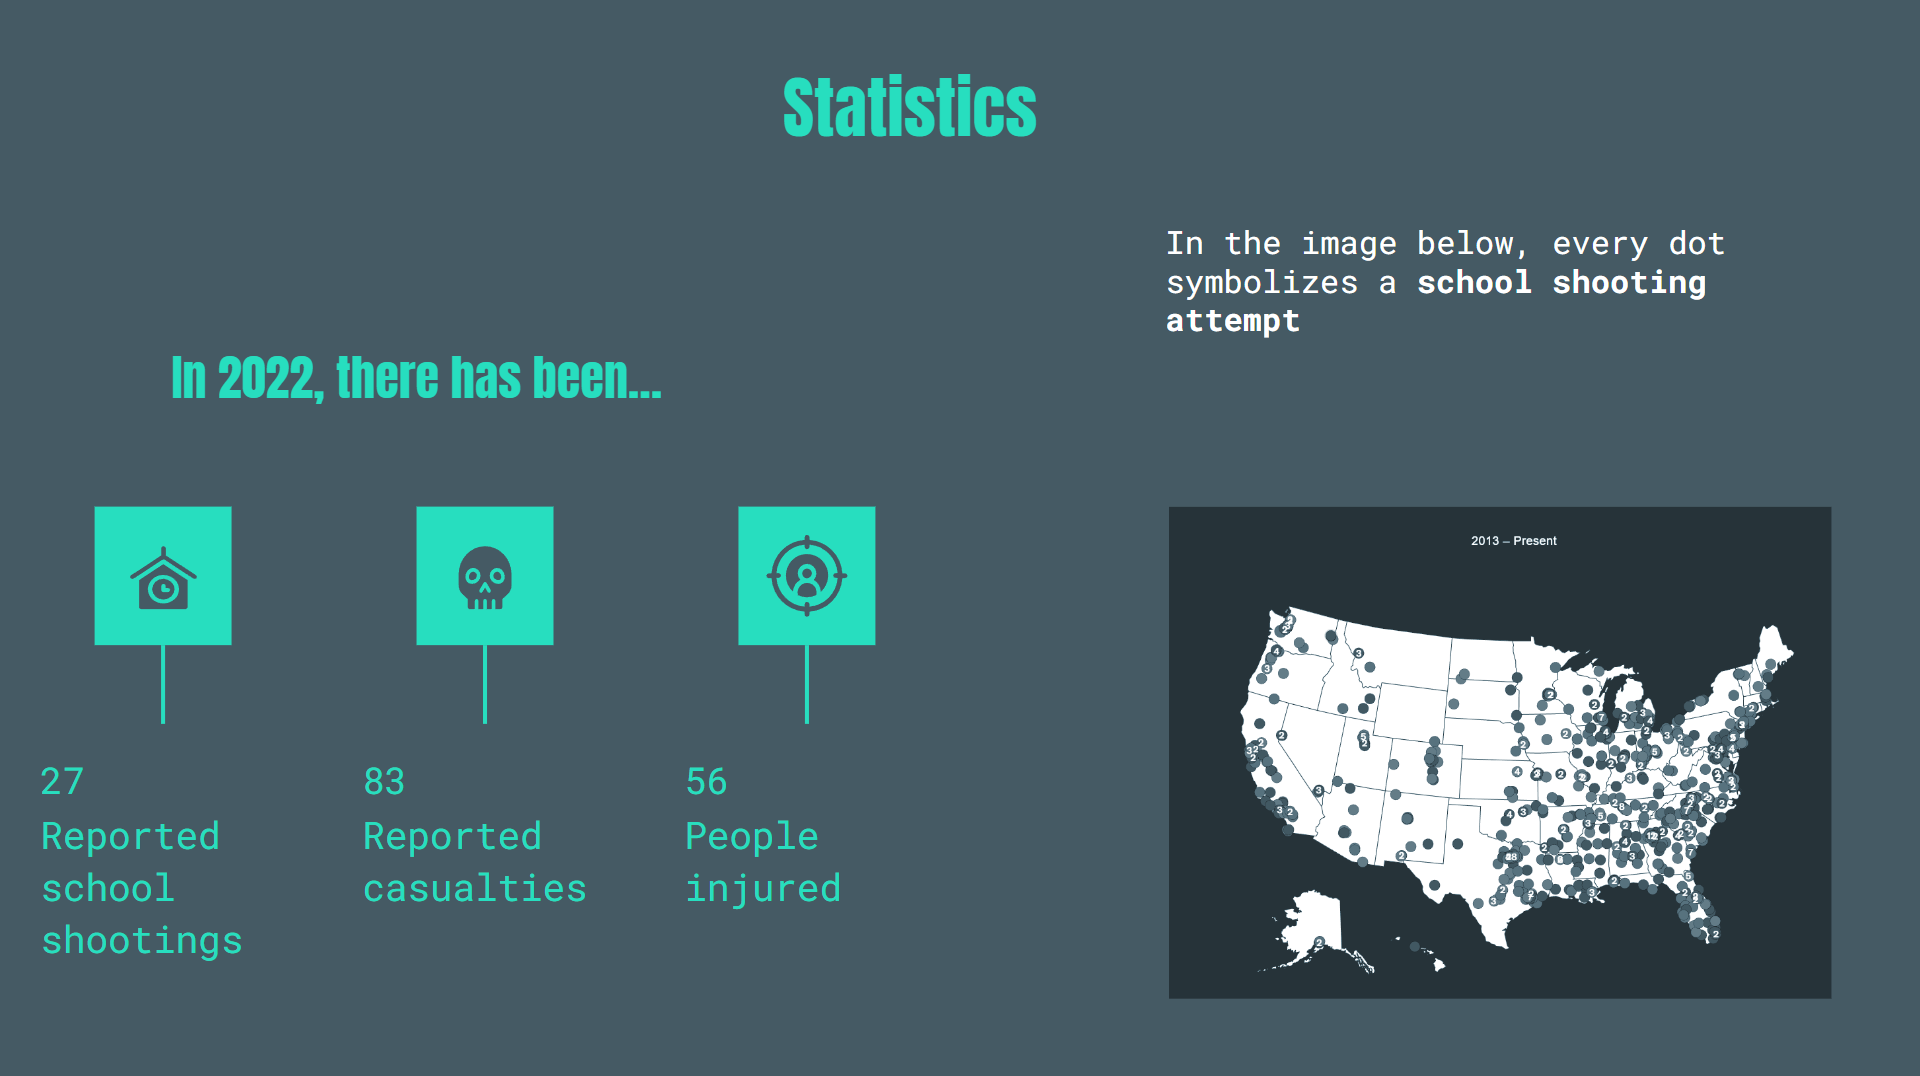 Statistics
In 2022, there has been...
27
Reported
school
shootings
83
Reported
casualties
56
People
injured
In the image below, every dot
symbolizes a school shooting
attempt
2013 – Present